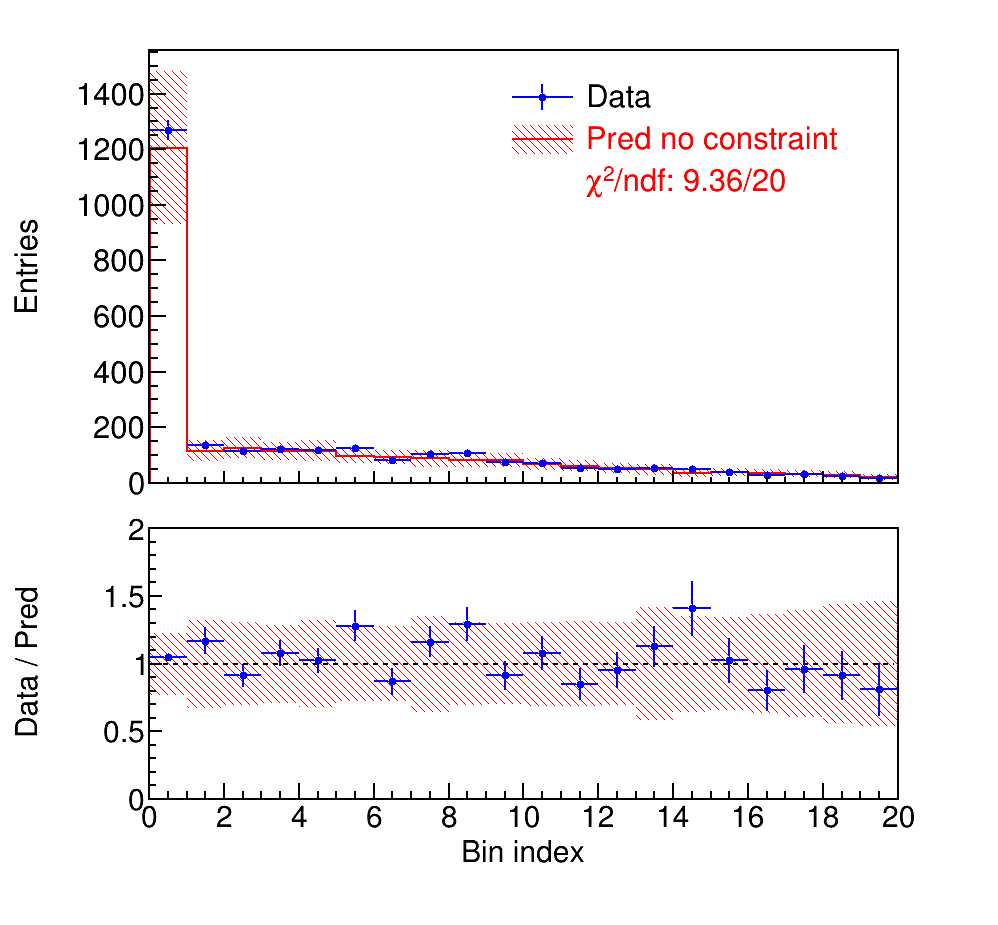 1400
1200
1000
800
600
400
200
0
Entries
Data
Pred no constraint
χ²/ndf: 9.36/20
2
1.5
1
0.5
0
Data / Pred
0 2 4 6 8 10 12 14 16 18 20
Bin index